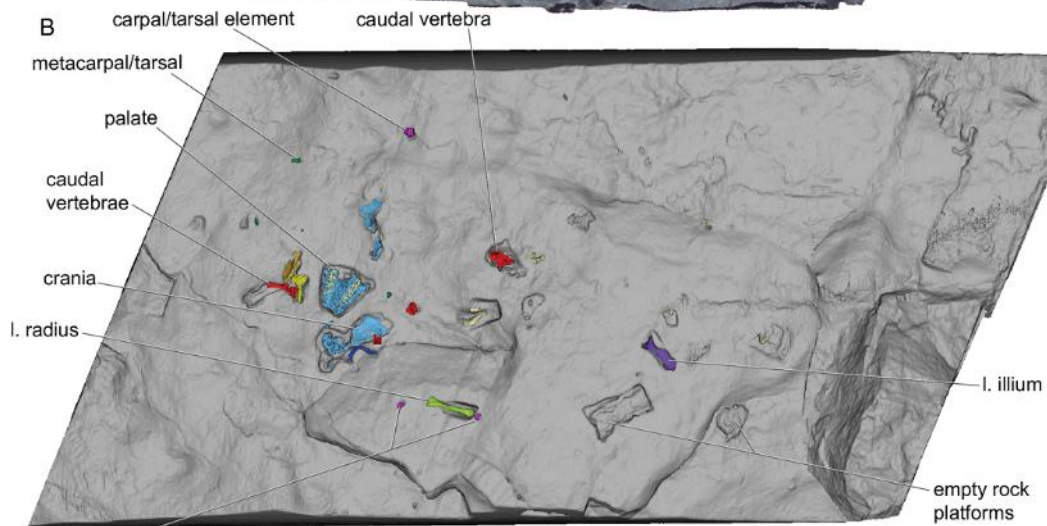 B
carpal/tarsal element
caudal vertebra
metacarpal/tarsal
palate
caudal
vertebrae
crania
l. radius
l. illium
empty rock
platforms